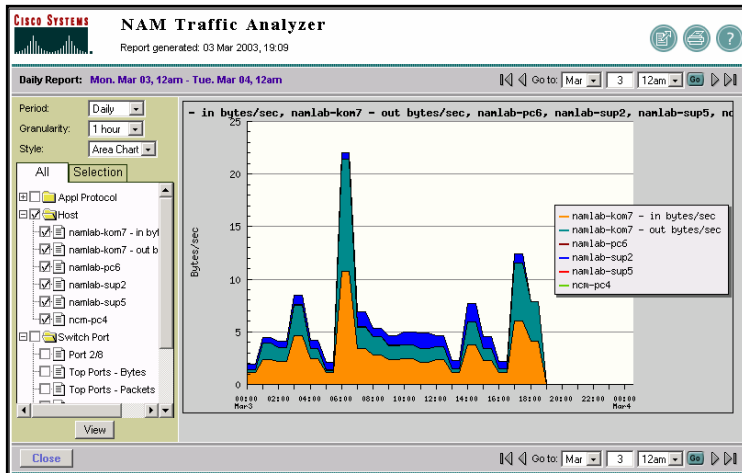 CISCO SYSTEMS
NAM Traffic Analyzer
Report generated: 03 Mar 2003, 19:09
Daily Report: Mon. Mar 03, 12am - Tue. Mar 04, 12am
Go to: Mar 3 12am Go
Period: Daily
Granularity: 1 hour
Style: Area Chart
All Selection
Appl Protocol
Host
namlab-kom7 - in byt
namlab-kom7 - out b
namlab-pc6
namlab-sup2
namlab-sup5
ncm-pc4
Switch Port
Port 2/8
Top Ports - Bytes
Top Ports - Packets
View
- in bytes/sec, namlab-kom7 - out bytes/sec, namlab-pc6, namlab-sup2, namlab-sup5, nc
25
20
15
10
5
0
Bytes/sec
00:00 02:00 04:00 06:00 08:00 10:00 12:00 14:00 16:00 18:00 20:00 22:00 00:00
Mar3 Mar4
namlab-kom7 - in bytes/sec
namlab-kom7 - out bytes/sec
namlab-pc6
namlab-sup2
namlab-sup5
ncm-pc4
Close
Go to: Mar 3 12am Go